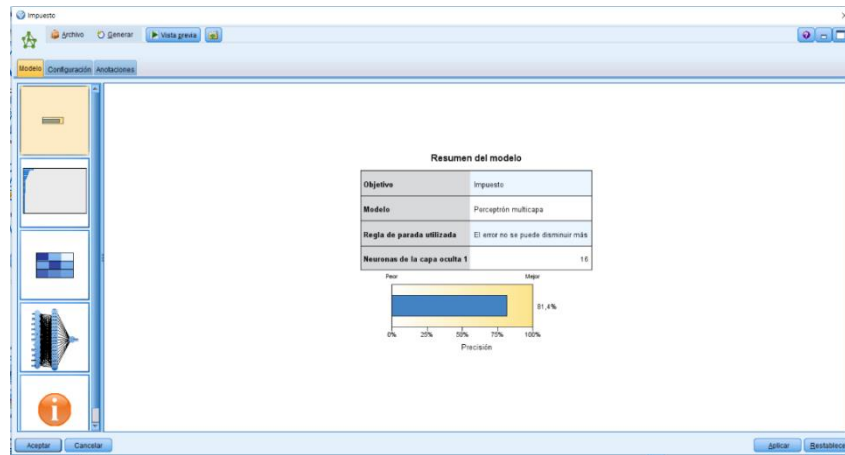 Impuesto
Archivo Generar Vista previa
Modelo Configuración Anotaciones
Resumen del modelo
Objetivo Impuesto
Modelo Perceptrón multicapa
Regla de parada utilizada El error no se puede disminuir más
Neuronas de la capa oculta 1 16
Peor Mejor
81,4%
0% 25% 50% 75% 100%
Precisión
Aceptar Cancelar Aplicar Restablecer